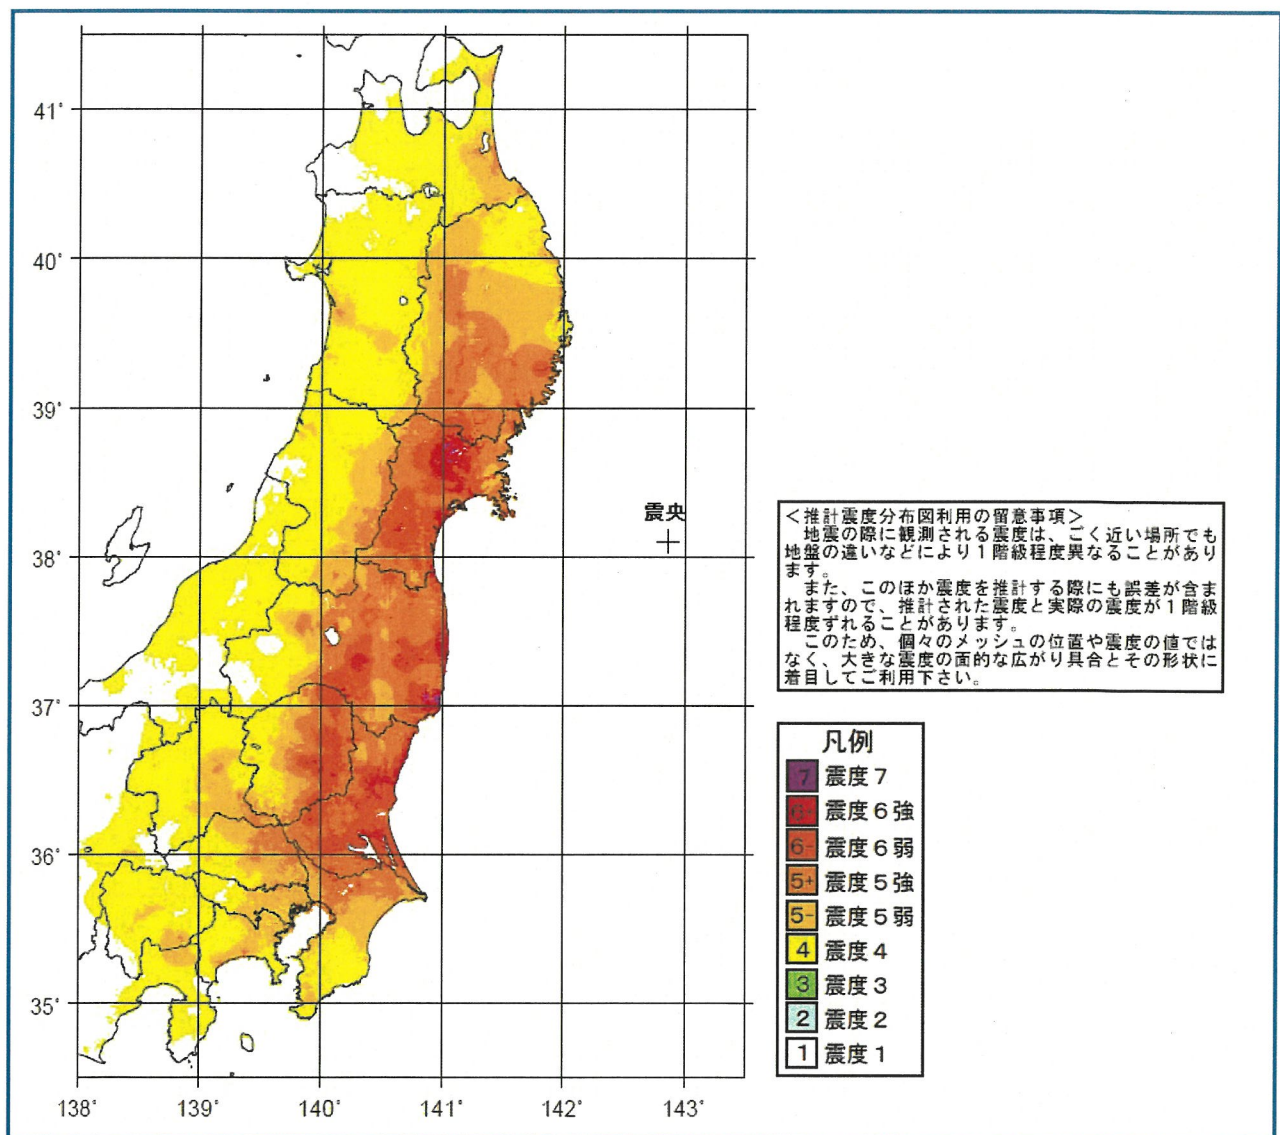 41°
40°
39°
38°
37°
36°
35°
138°
139°
140°
141°
142°
143°
震央
＜推計震度分布図利用の留意事項＞
地震の際に観測される震度は、ごく近い場所でも
地盤の違いなどにより１階級程度異なることがあり
ます。
また、このほか震度を推計する際にも誤差が含ま
れますので、推計された震度と実際の震度が１階級
程度ずれることがあります。
このため、個々のメッシュの位置や震度の値では
なく、大きな震度の面的な広がり具合とその形状に
着目してご利用下さい。
凡例
7 震度７
震度６強
6- 震度６弱
5+ 震度５強
5- 震度５弱
4 震度４
3 震度３
2 震度２
1 震度１